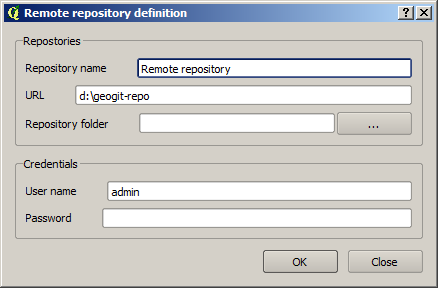 Remote repository definition
Repostories
Repository name Remote repository
URL d:\geogit-repo
Repository folder ...
Credentials
User name admin
Password
OK Close